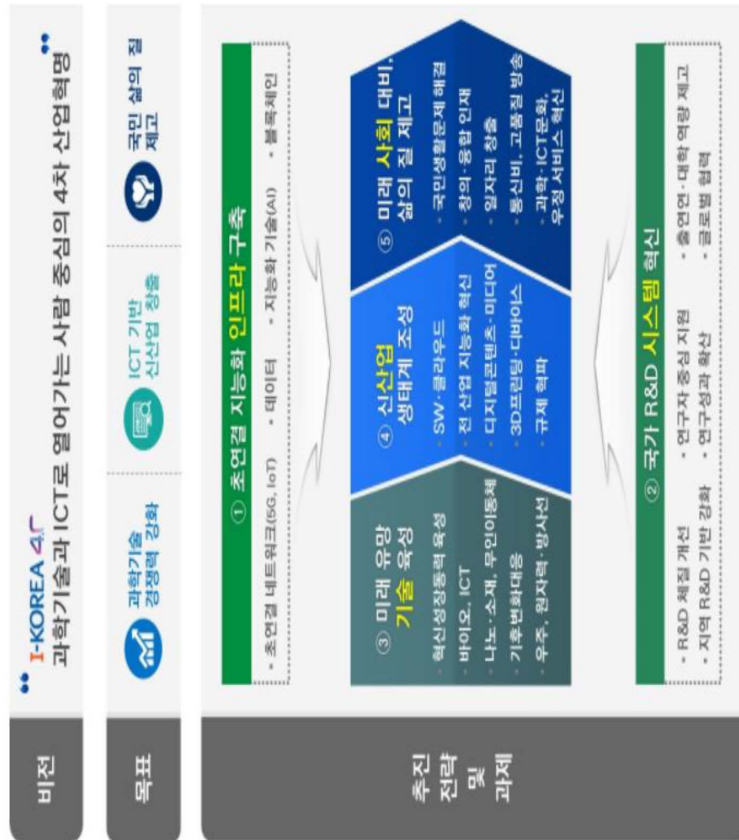 비전
I-KOREA 4.0
과학기술과 ICT로 열어가는 사람 중심의 4차 산업혁명
목표
과학기술
경쟁력 강화
ICT 기반
신산업 창출
국민 삶의 질
제고
추진
전략
및
과제
① 초연결 지능화 인프라 구축
▪ 초연결 네트워크(5G, IoT) ▪ 데이터 ▪ 지능화 기술(AI) ▪ 블록체인
③ 미래 유망
기술 육성
▪ 혁신성장동력 육성
▪ 바이오, ICT
▪ 나노·소재, 무인이동체
▪ 기후변화대응
▪ 우주, 원자력·방사선
④ 신산업
생태계 조성
▪ SW·클라우드
▪ 전 산업 지능화 혁신
▪ 디지털콘텐츠·미디어
▪ 3D프린팅·디바이스
▪ 규제 혁파
⑤ 미래 사회 대비,
삶의 질 제고
▪ 국민생활문제 해결
▪ 창의·융합 인재
▪ 일자리 창출
▪ 통신비, 고품질 방송
▪ 과학·ICT문화,
우정 서비스 혁신
② 국가 R&D 시스템 혁신
▪ R&D 체질 개선 ▪ 연구자 중심 지원 ▪ 출연연·대학 역량 제고
▪ 지역 R&D 기반 강화 ▪ 연구성과 확산 ▪ 글로벌 협력